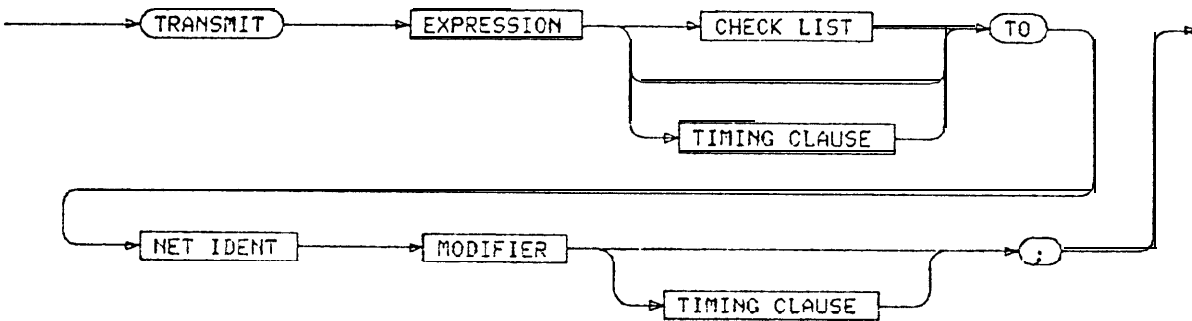 TRANSMIT EXPRESSION CHECK LIST TO
TIMING CLAUSE
NET IDENT MODIFIER ;
TIMING CLAUSE